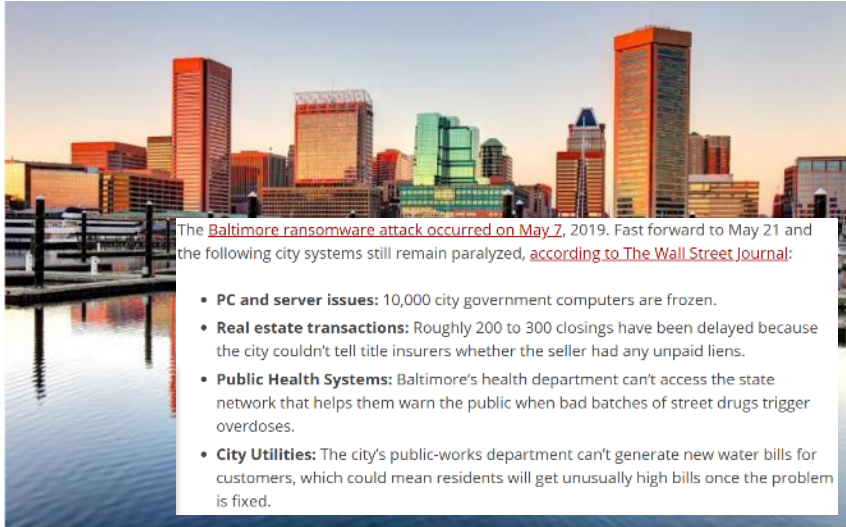 The Baltimore ransomware attack occurred on May 7, 2019. Fast forward to May 21 and
the following city systems still remain paralyzed, according to The Wall Street Journal:
• PC and server issues: 10,000 city government computers are frozen.
• Real estate transactions: Roughly 200 to 300 closings have been delayed because
the city couldn’t tell title insurers whether the seller had any unpaid liens.
• Public Health Systems: Baltimore’s health department can’t access the state
network that helps them warn the public when bad batches of street drugs trigger
overdoses.
• City Utilities: The city’s public-works department can’t generate new water bills for
customers, which could mean residents will get unusually high bills once the problem
is fixed.